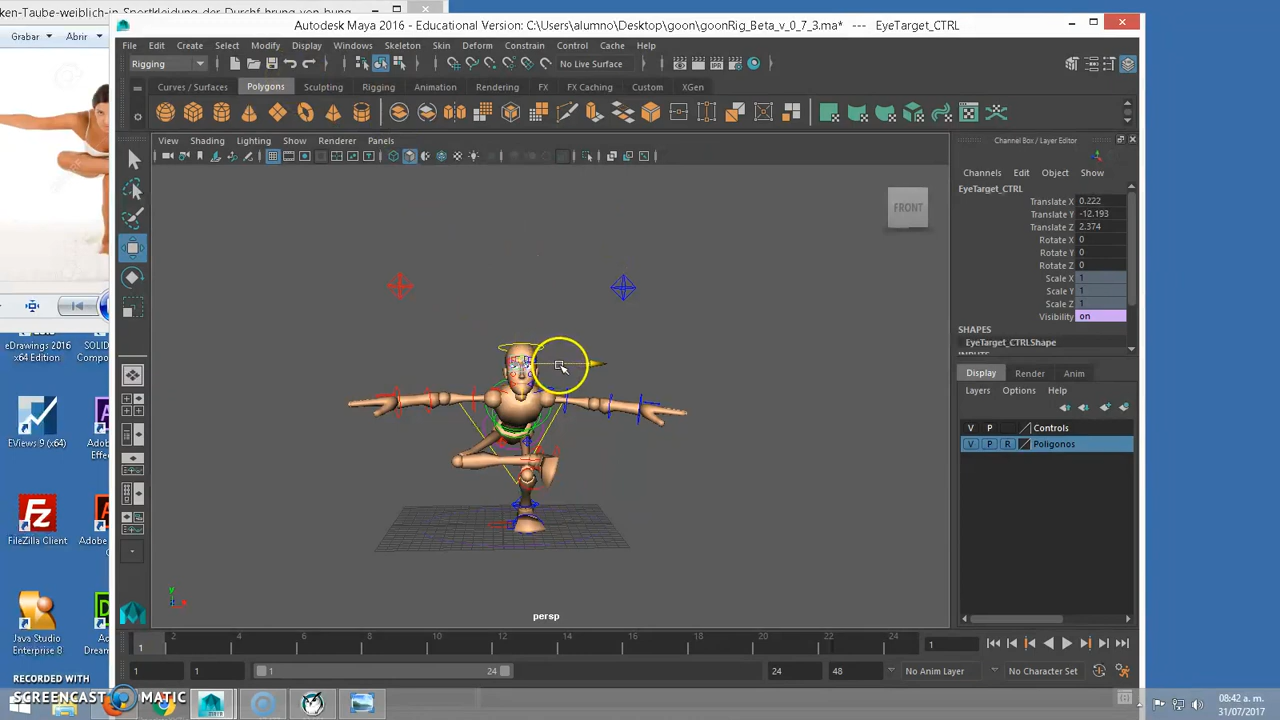 -Taube-weiblich in Sportkleidung der Durchführung von bung
Grabar
Abrir
Autodesk Maya 2016 - Educational Version: C:\Users\alumno\Desktop\goon\goonRig_Beta_v_0_7_3.ma* --- EyeTarget_CTRL
File Edit Create Select Modify Display Windows Skeleton Skin Deform Constrain Control Cache Help
Rigging
No Live Surface
Curves / Surfaces Polygons Sculpting Rigging Animation Rendering FX FX Caching Custom XGen
View Shading Lighting Show Renderer Panels
FRONT
persp
Channel Box / Layer Editor
Channels Edit Object Show
EyeTarget_CTRL
Translate X 0.222
Translate Y -12.193
Translate Z 2.374
Rotate X 0
Rotate Y 0
Rotate Z 0
Scale X 1
Scale Y 1
Scale Z 1
Visibility on
SHAPES
EyeTarget_CTRLShape
Display Render Anim
Layers Options Help
V P Controls
V P R Poligonos
eDrawings 2016
x64 Edition
EViews 9 (x64)
FileZilla Client
Java Studio
Enterprise 8
2 4 6 8 10 12 14 16 18 20 22 24
1
1
1 1 1 24 24 48
No Anim Layer
No Character Set
RECORDED WITH
SCREENCAST MATIC
08:42 a. m.
31/07/2017